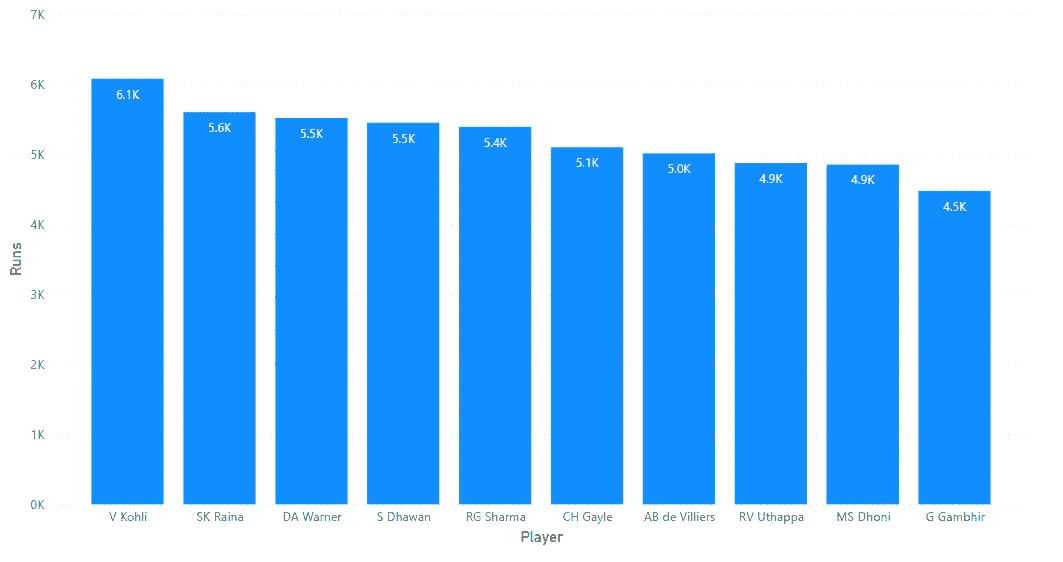 7K
6K
5K
4K
3K
2K
1K
0K
Runs
6.1K
5.6K
5.5K
5.5K
5.4K
5.1K
5.0K
4.9K
4.9K
4.5K
V Kohli
SK Raina
DA Warner
S Dhawan
RG Sharma
CH Gayle
AB de Villiers
RV Uthappa
MS Dhoni
G Gambhir
Player